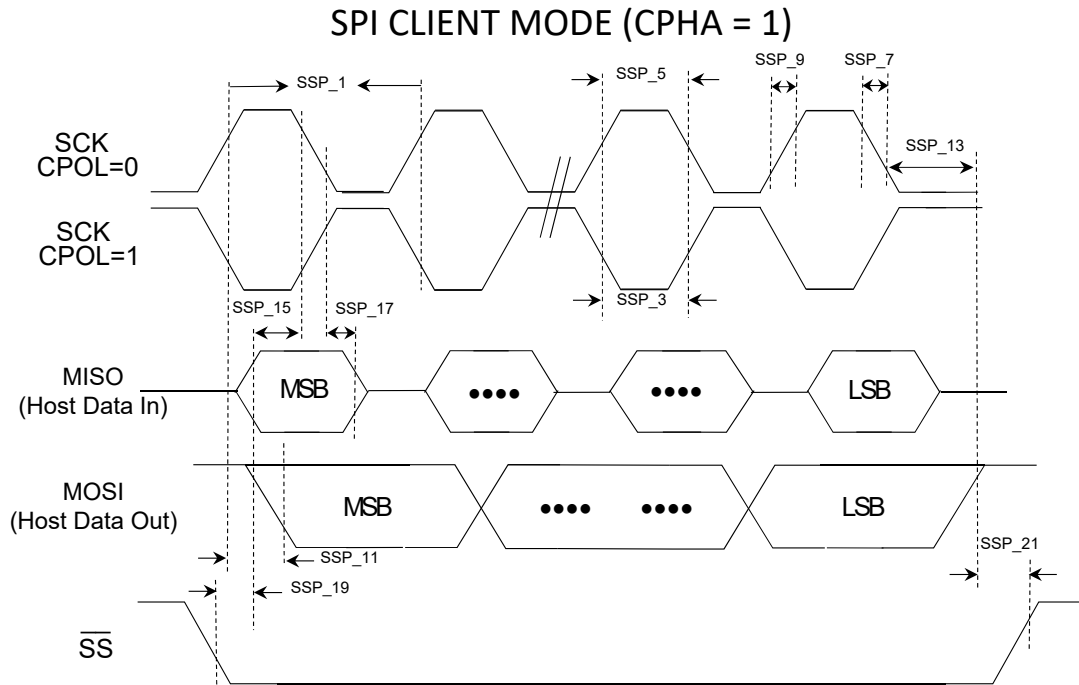 SPI CLIENT MODE (CPHA = 1)
SSP_1
SSP_5
SSP_9
SSP_7
SCK
CPOL=0
SSP_13
SCK
CPOL=1
SSP_15
SSP_17
SSP_3
MISO
(Host Data In)
MSB
••••
••••
LSB
MOSI
(Host Data Out)
MSB
••••
••••
LSB
SSP_11
SSP_21
SSP_19
S̅S̅